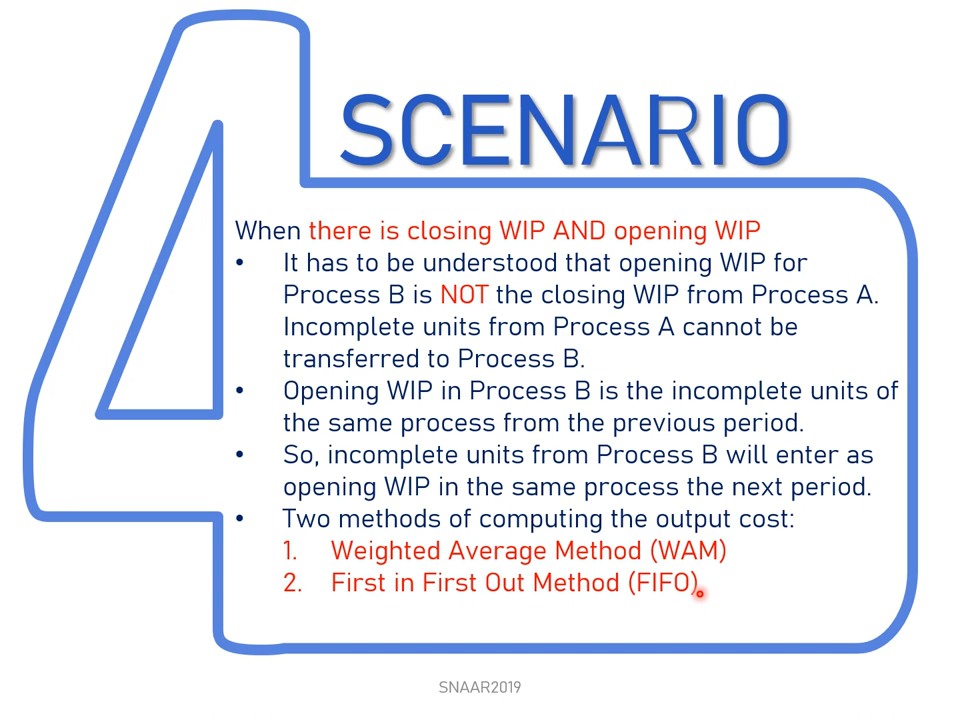 4
SCENARIO
When there is closing WIP AND opening WIP
• It has to be understood that opening WIP for
Process B is NOT the closing WIP from Process A.
Incomplete units from Process A cannot be
transferred to Process B.
• Opening WIP in Process B is the incomplete units of
the same process from the previous period.
• So, incomplete units from Process B will enter as
opening WIP in the same process the next period.
• Two methods of computing the output cost:
1. Weighted Average Method (WAM)
2. First in First Out Method (FIFO)
SNAAR2019